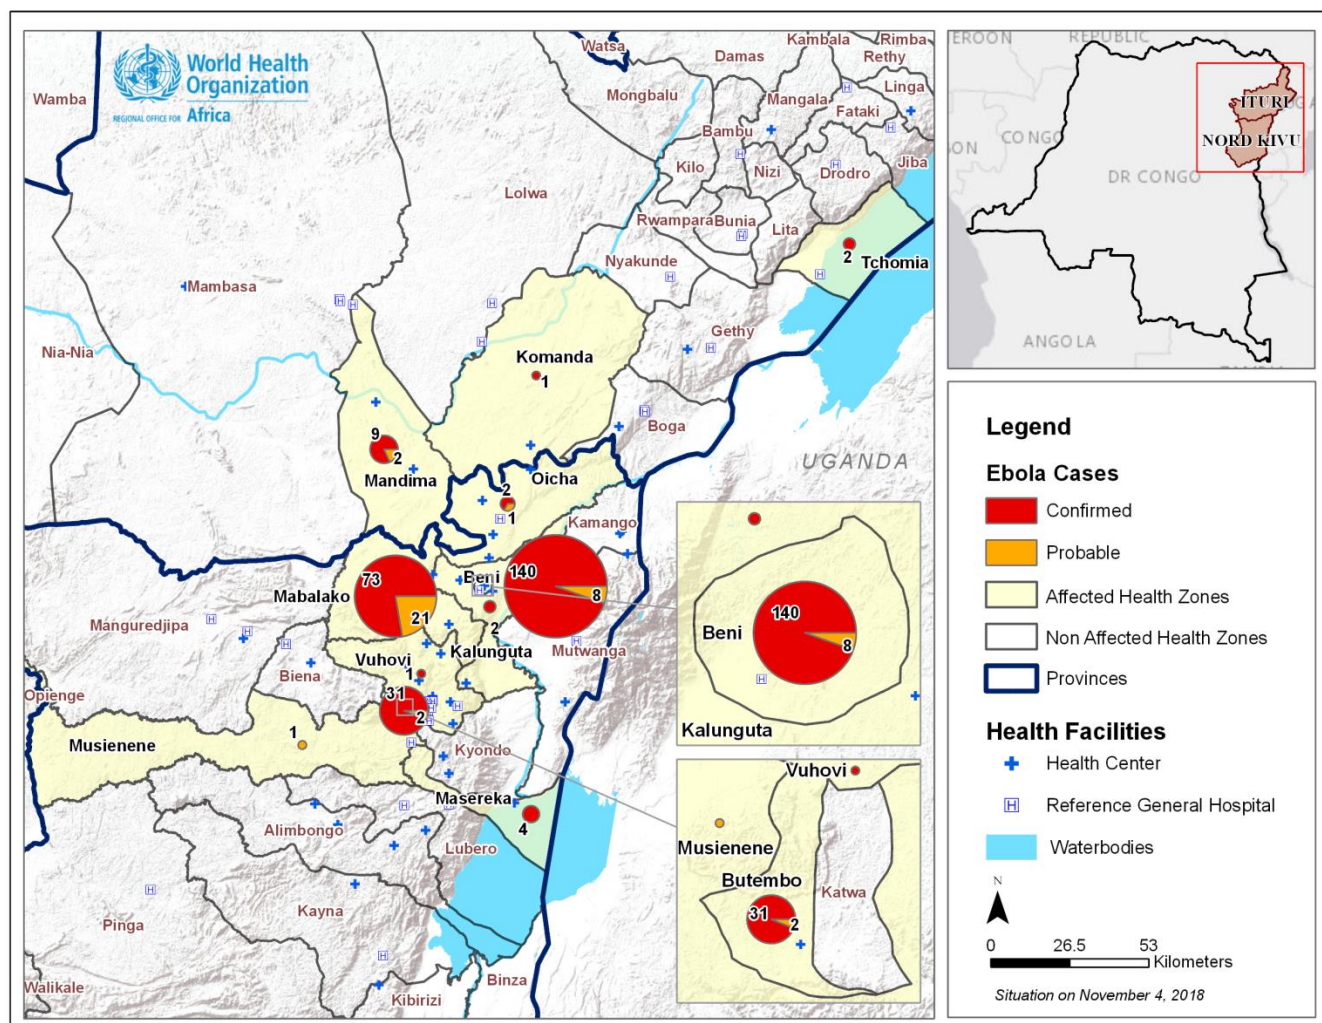 World Health
Organization
REGIONAL OFFICE FOR Africa
Watsa
Kambala
Rimba
Rethy
Damas
Wamba
Mongbalu
Mangala
Linga
Fataki
Bambu
Kilo
Nizi
Drodro
Jiba
Lolwa
Rwampara
Bunia
Lita
2
Tchomia
Nyakunde
Mambasa
Gethy
Nia-Nia
Komanda
1
Boga
UGANDA
9
2
Mandima
Oicha
2
1
Kamango
73
21
Mabalako
Beni
140
8
2
Manguredjipa
Mutwanga
Vuhovi
1
Kalunguta
Biena
Opienge
31
2
Musienene
1
Kyondo
Masereka
4
Alimbongo
Lubero
Pinga
Kayna
Walikale
Kibirizi
Binza
140
8
Beni
Kalunguta
Vuhovi
Musienene
Butembo
31
2
Katwa
REPUBLIC
CONGO
ITURI
NORD KIVU
DR CONGO
ANGOLA
Legend
Ebola Cases
Confirmed
Probable
Affected Health Zones
Non Affected Health Zones
Provinces
Health Facilities
Health Center
H Reference General Hospital
Waterbodies
N
0 26.5 53
Kilometers
Situation on November 4, 2018